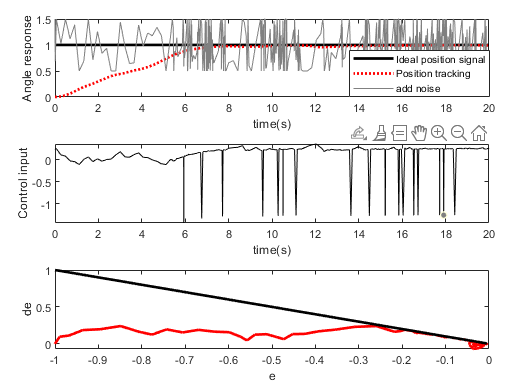 Angle response
1.5
1
0.5
0
Ideal position signal
Position tracking
add noise
0 2 4 6 8 10 12 14 16 18 20
time(s)
Control input
0
-0.5
-1
0 2 4 6 8 10 12 14 16 18 20
time(s)
de
1
0.5
0
-1 -0.9 -0.8 -0.7 -0.6 -0.5 -0.4 -0.3 -0.2 -0.1 0
e